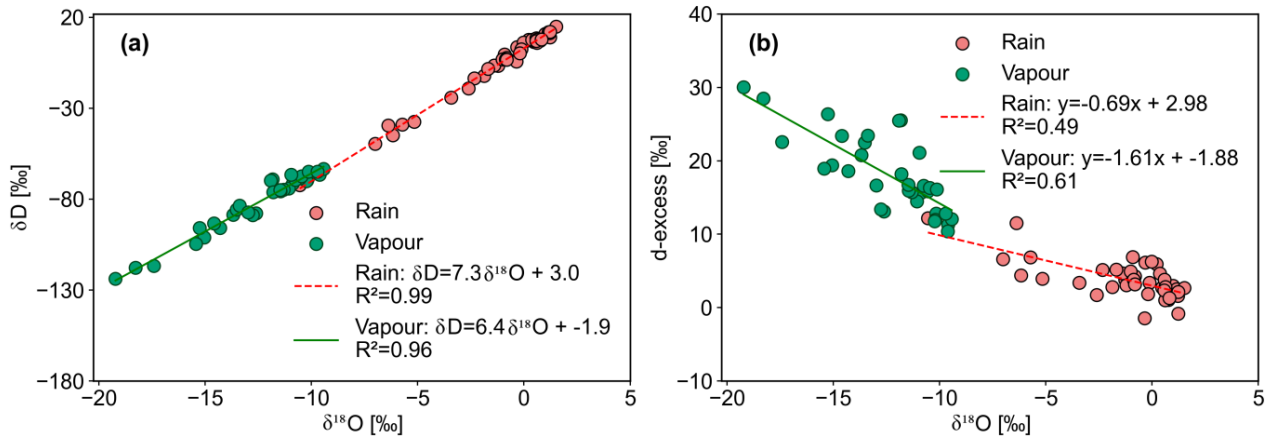 (a)
20
−30
−80
−130
−180
δD [‰]
−20
−15
−10
−5
0
5
δ¹⁸O [‰]
Rain
Vapour
Rain: δD=7.3δ¹⁸O + 3.0
R²=0.99
Vapour: δD=6.4δ¹⁸O + -1.9
R²=0.96
(b)
40
30
20
10
0
−10
d-excess [‰]
−20
−15
−10
−5
0
5
δ¹⁸O [‰]
Rain
Vapour
Rain: y=-0.69x + 2.98
R²=0.49
Vapour: y=-1.61x + -1.88
R²=0.61